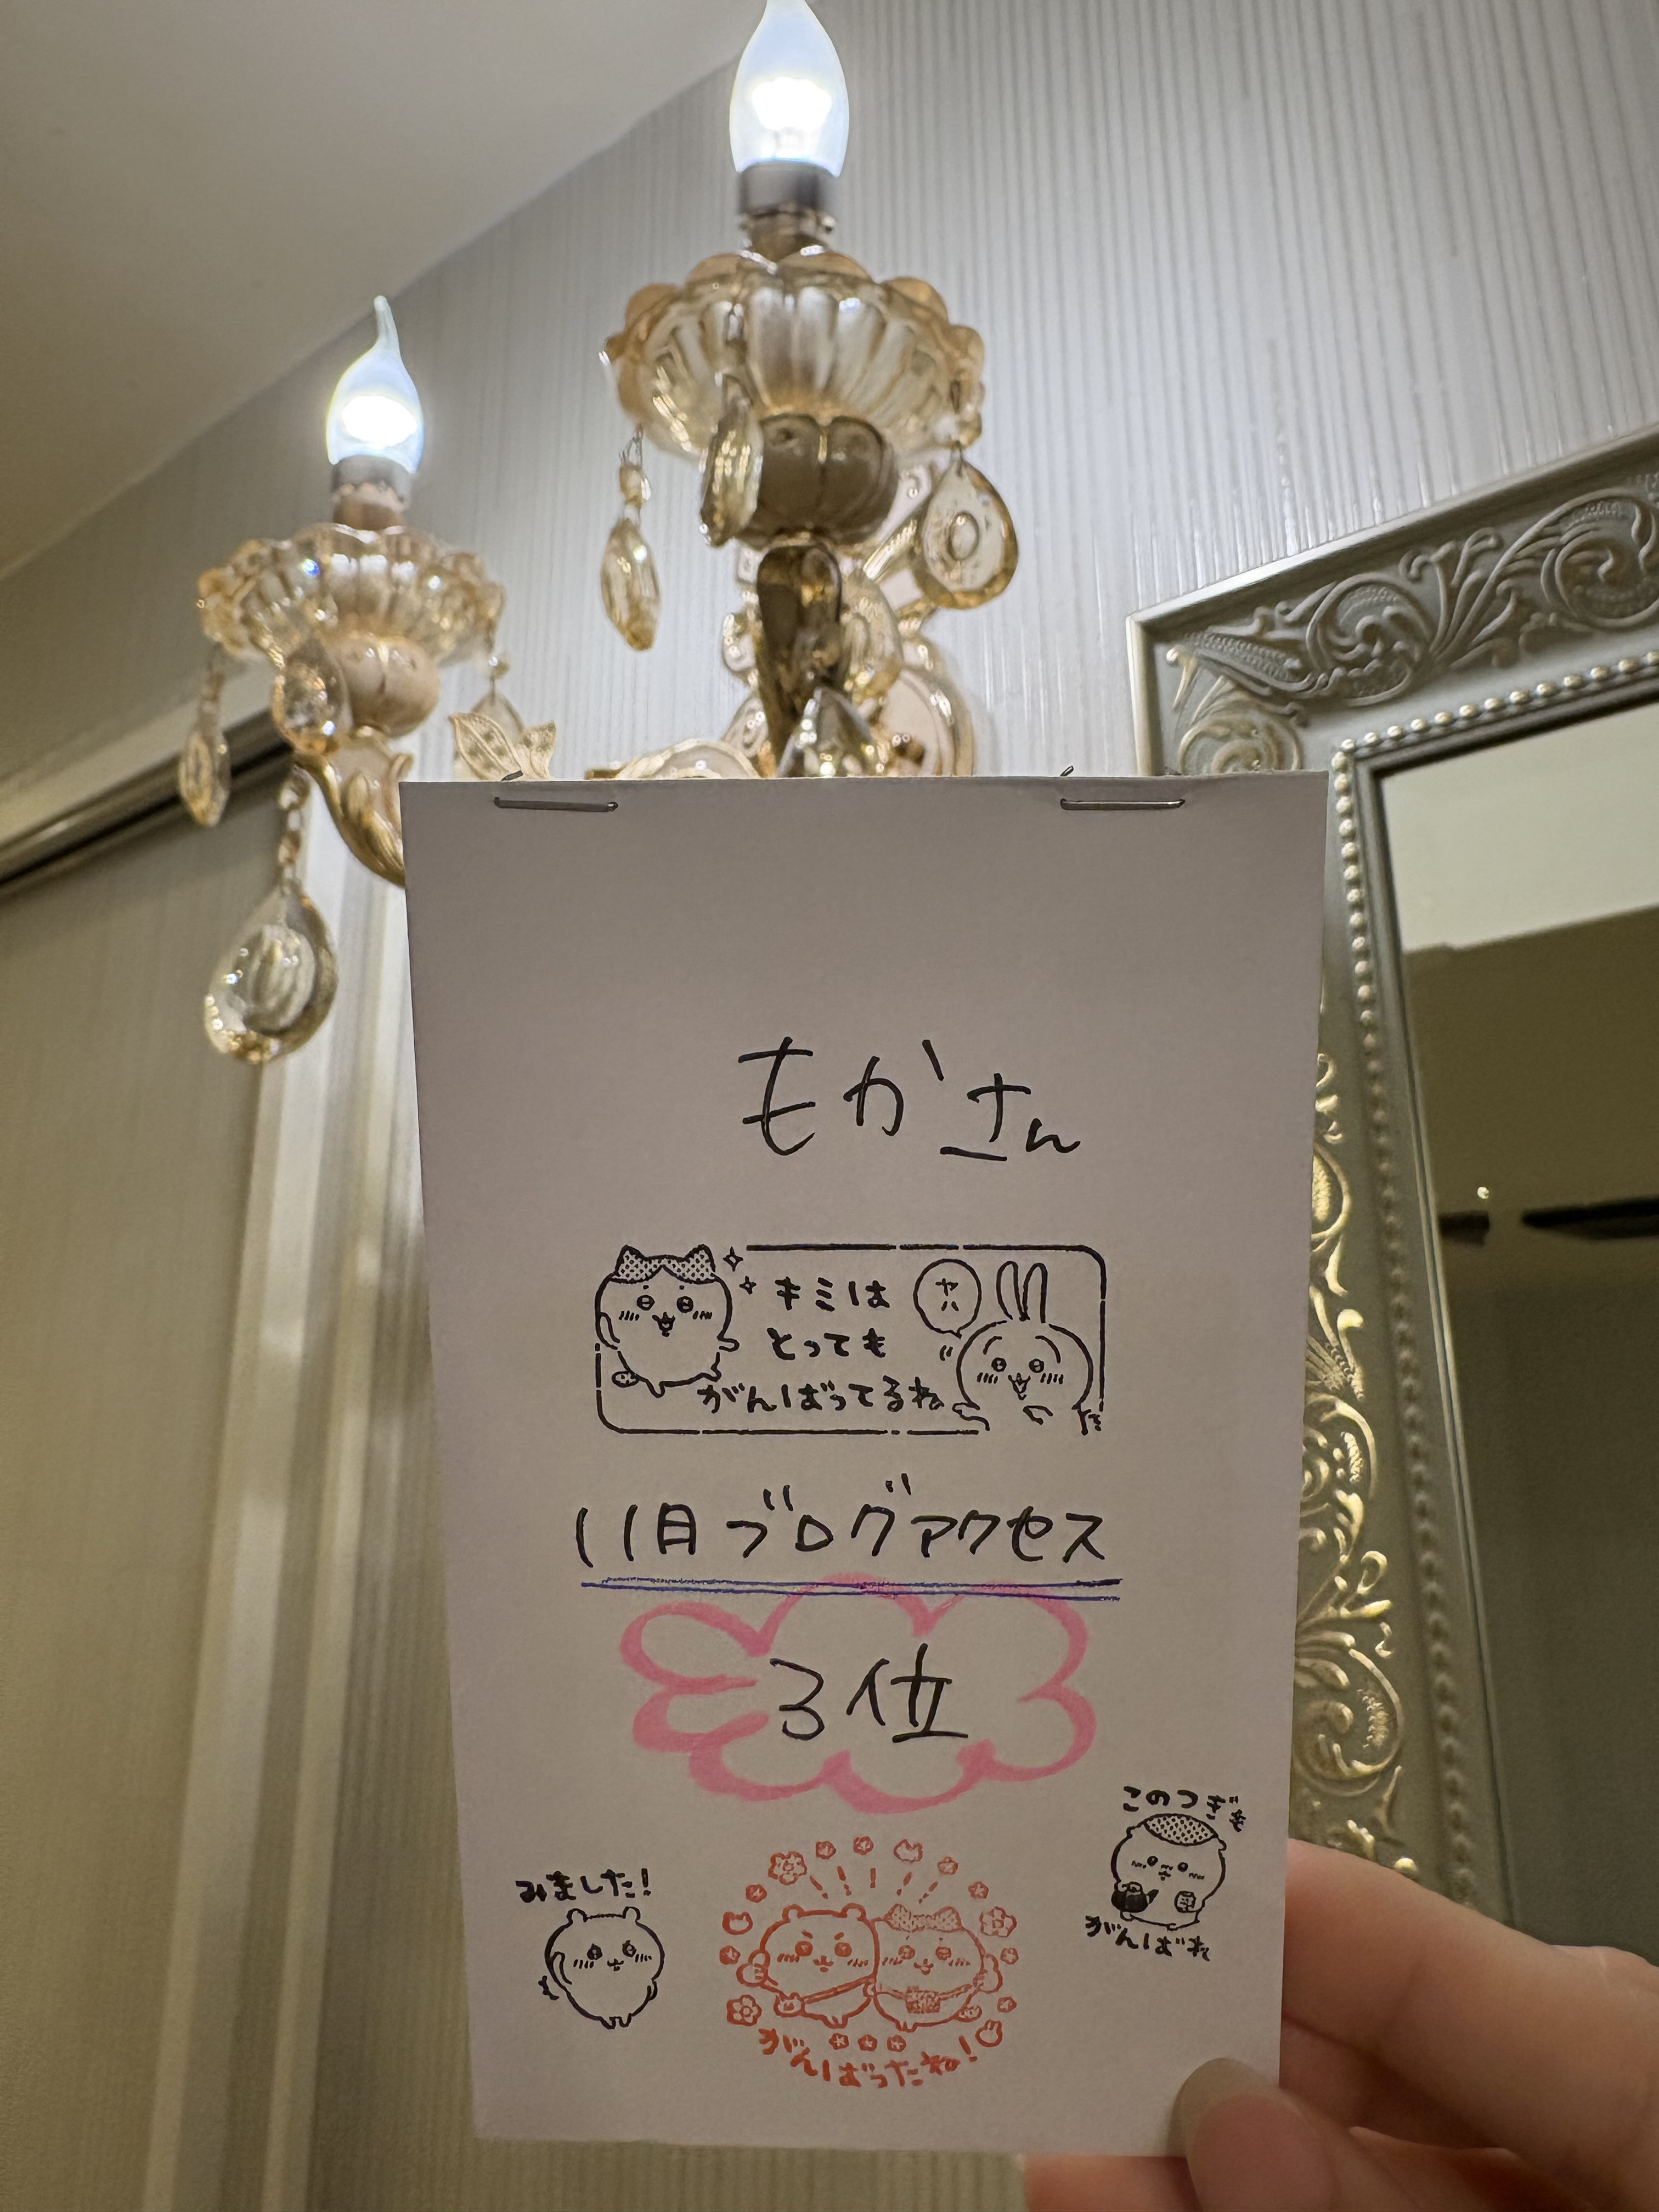 もかさん
キミは
とっても
がんばってるね
ヤハ
11月ブログアクセス
3位
このつぎも
がんばれ
みました!
がんばったね!